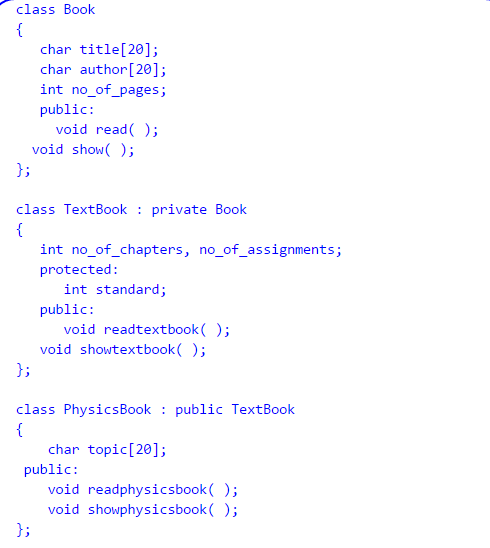 class Book
{
char title[20];
char author[20];
int no_of_pages;
public:
void read( );
void show( );
};
class TextBook : private Book
{
int no_of_chapters, no_of_assignments;
protected:
int standard;
public:
void readtextbook( );
void showtextbook( );
};
class PhysicsBook : public TextBook
{
char topic[20];
public:
void readphysicsbook( );
void showphysicsbook( );
};